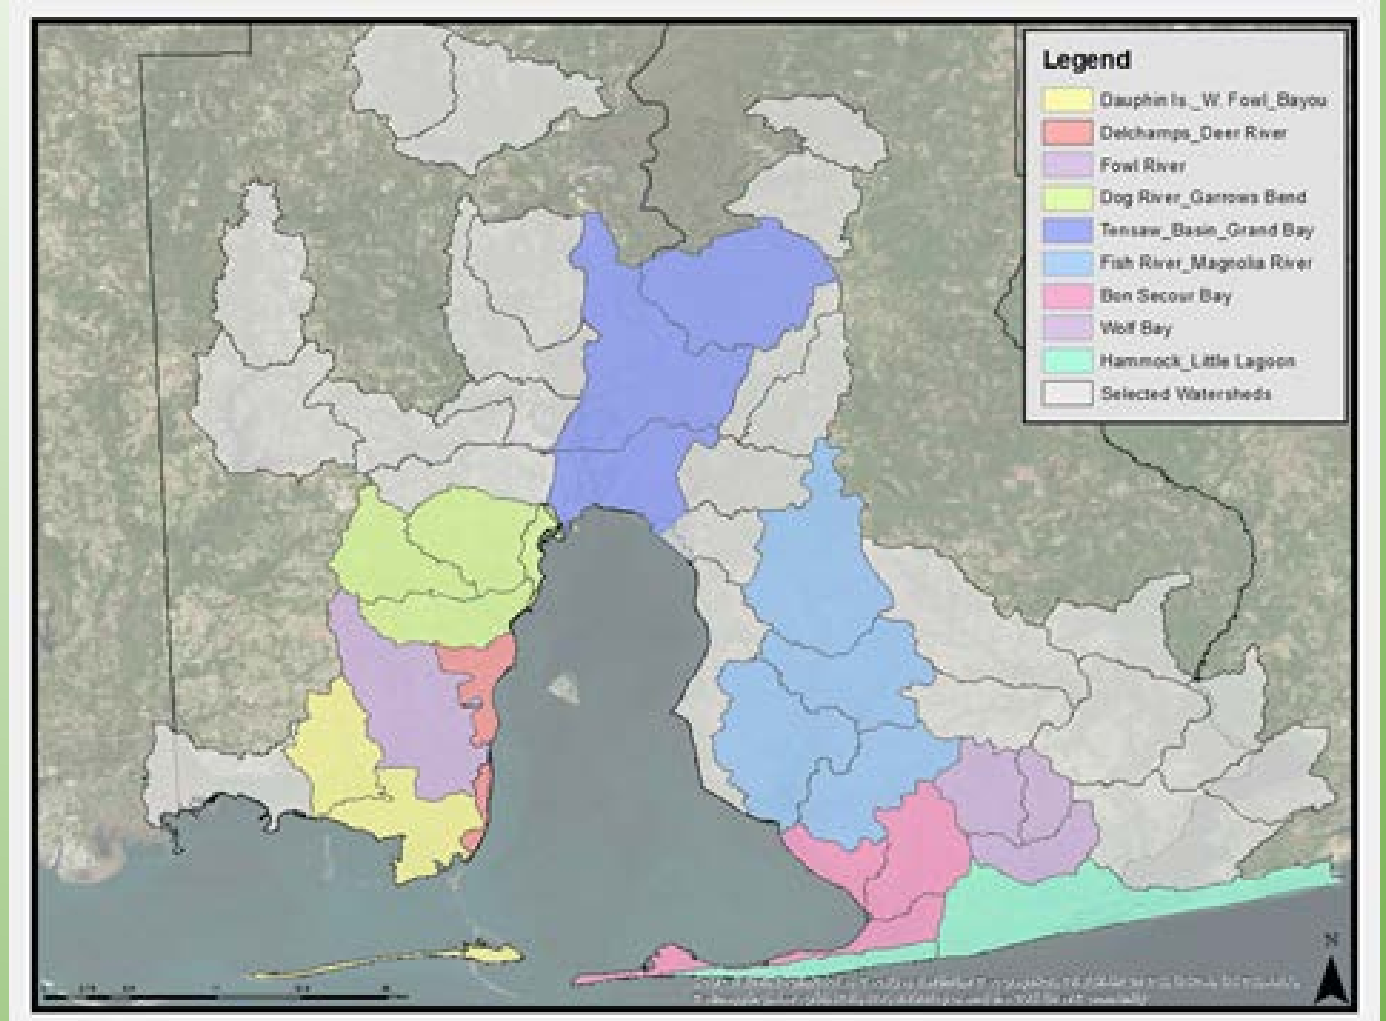 Legend
Dauphin Is._W. Fowl_Bayou
Delchamps_Deer River
Fowl River
Dog River_Garrows Bend
Tensaw_Basin_Grand Bay
Fish River_Magnolia River
Bon Secour Bay
Wolf Bay
Hammock_Little Lagoon
Selected Watersheds
N